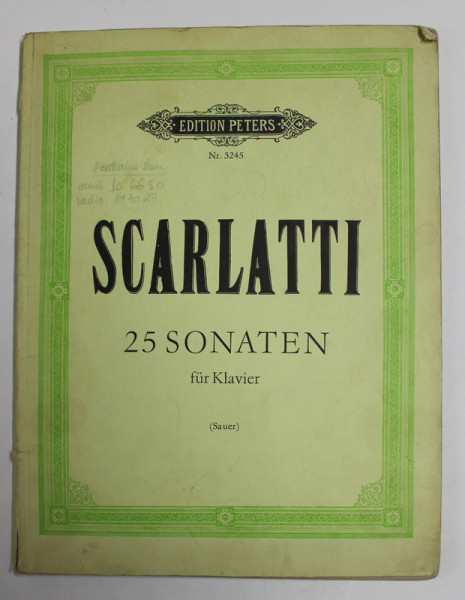 EDITION PETERS
Nr. 3245
SCARLATTI
25 SONATEN
für Klavier
(Sauer)